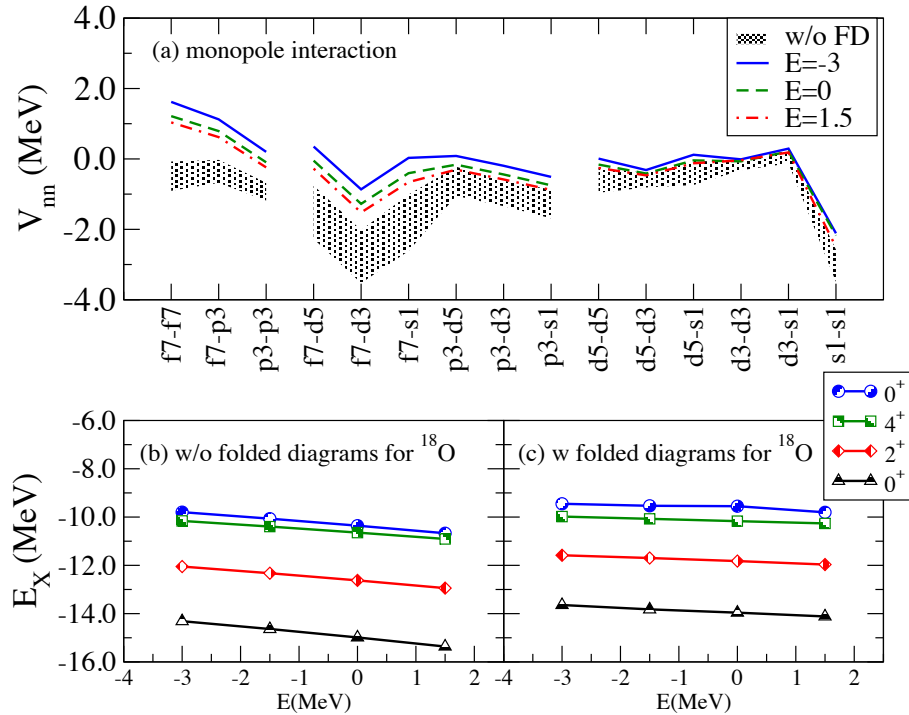 4.0
2.0
0.0
-2.0
-4.0
V_nn (MeV)
(a) monopole interaction
w/o FD
E=-3
E=0
E=1.5
f7-f7
f7-p3
p3-p3
f7-d5
f7-d3
f7-s1
p3-d5
p3-d3
p3-s1
d5-d5
d5-d3
d5-s1
d3-d3
d3-s1
s1-s1
0⁺
4⁺
2⁺
0⁺
-6.0
-8.0
-10.0
-12.0
-14.0
-16.0
E_X (MeV)
(b) w/o folded diagrams for ¹⁸O
(c) w folded diagrams for ¹⁸O
-4 -3 -2 -1 0 1 2
-4 -3 -2 -1 0 1 2
E(MeV)
E(MeV)